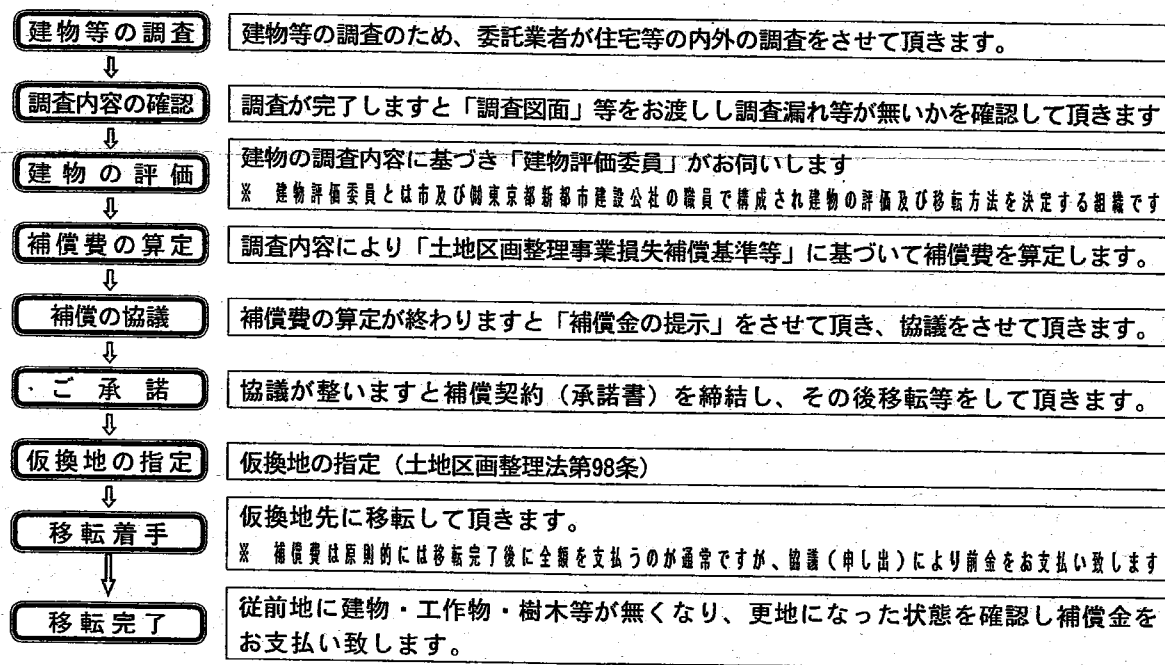 建物等の調査
建物等の調査のため、委託業者が住宅等の内外の調査をさせて頂きます。
調査内容の確認
調査が完了しますと「調査図面」等をお渡しし調査漏れ等が無いかを確認して頂きます
建物の評価
建物の調査内容に基づき「建物評価委員」がお伺いします
※ 建物評価委員とは市及び㈶東京都新都市建設公社の職員で構成され建物の評価及び移転方法を決定する組織です
補償費の算定
調査内容により「土地区画整理事業損失補償基準等」に基づいて補償費を算定します。
補償の協議
補償費の算定が終わりますと「補償金の提示」をさせて頂き、協議をさせて頂きます。
ご承諾
協議が整いますと補償契約（承諾書）を締結し、その後移転等をして頂きます。
仮換地の指定
仮換地の指定（土地区画整理法第98条）
移転着手
仮換地先に移転して頂きます。
※ 補償費は原則的には移転完了後に全額を支払うのが通常ですが、協議（申し出）により前金をお支払い致します
移転完了
従前地に建物・工作物・樹木等が無くなり、更地になった状態を確認し補償金を
お支払い致します。